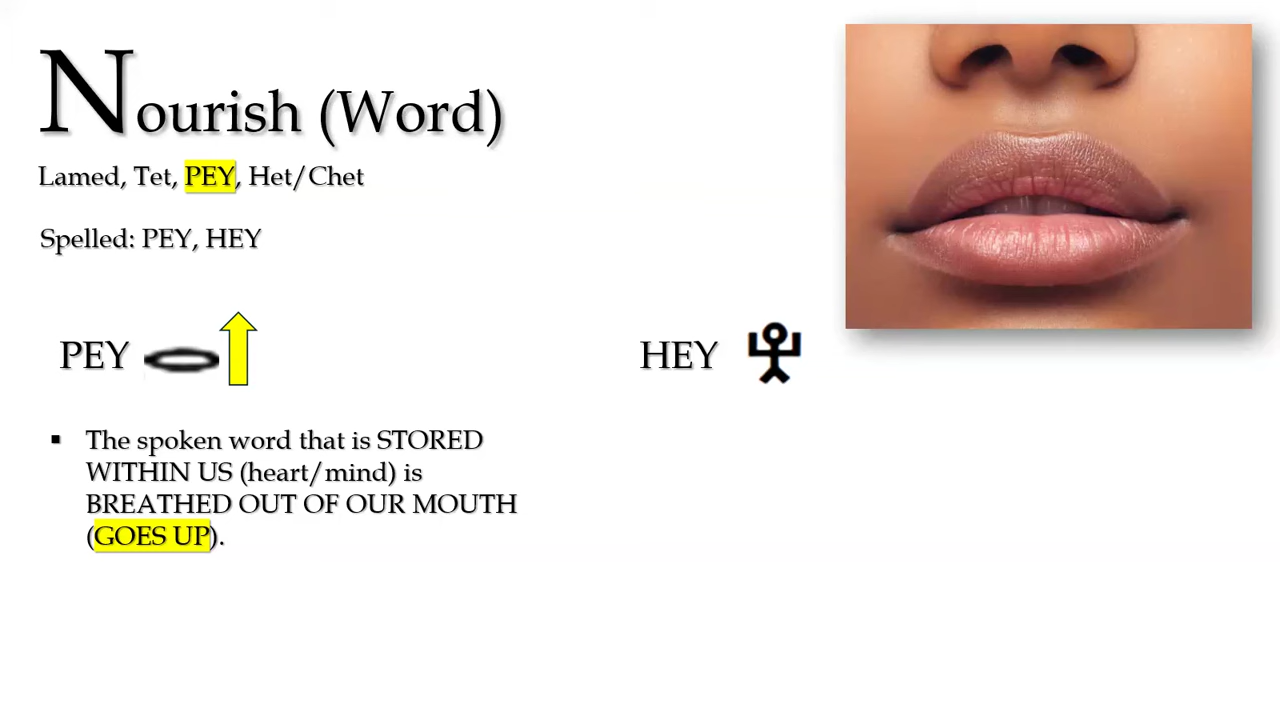 Nourish (Word)
Lamed, Tet, PEY, Het/Chet
Spelled: PEY, HEY
PEY
HEY
▪ The spoken word that is STORED
WITHIN US (heart/mind) is
BREATHED OUT OF OUR MOUTH
(GOES UP).